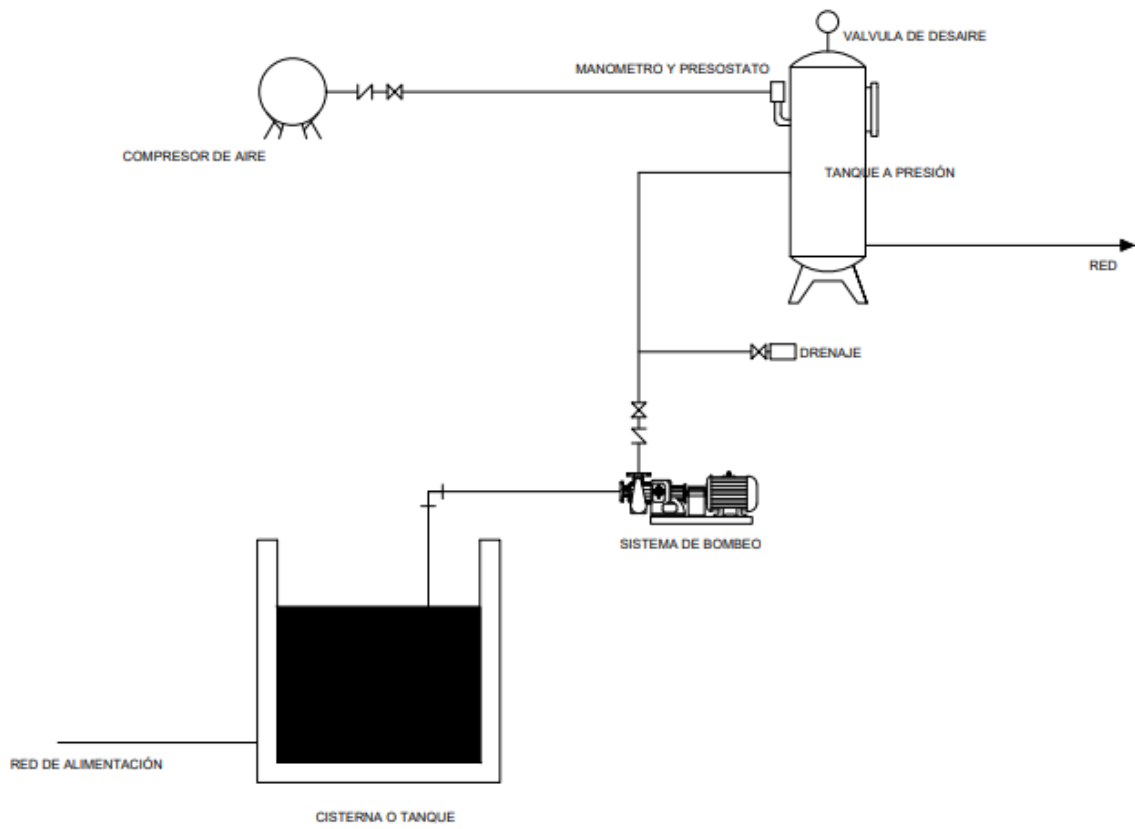 VALVULA DE DESAIRE
MANOMETRO Y PRESOSTATO
COMPRESOR DE AIRE
TANQUE A PRESIÓN
RED
DRENAJE
SISTEMA DE BOMBEO
RED DE ALIMENTACIÓN
CISTERNA O TANQUE